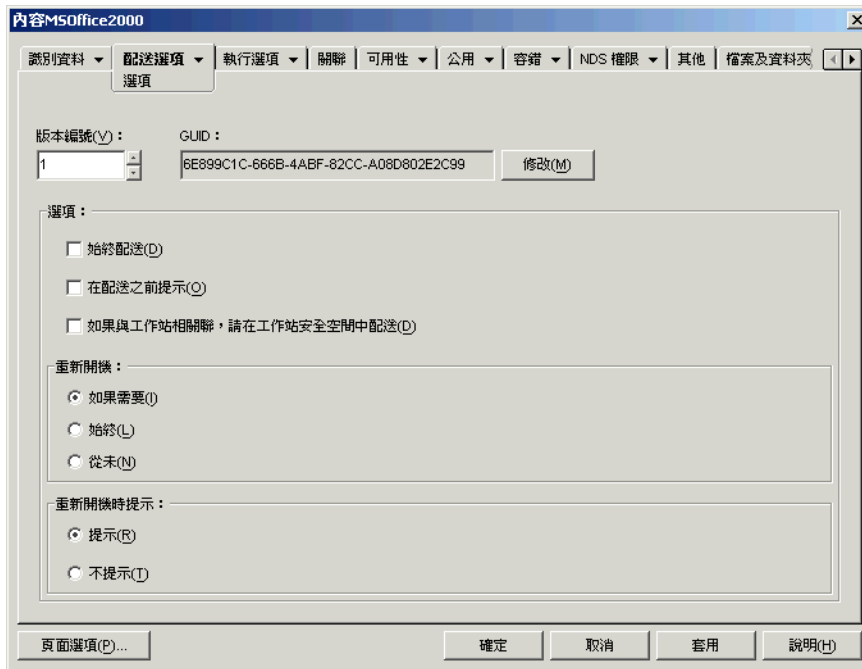 內容MSOffice2000
識別資料 配送選項 執行選項 關聯 可用性 公用 容錯 NDS 權限 其他 檔案及資料夾
選項
版本編號(V)： GUID：
1 6E899C1C-666B-4ABF-82CC-A08D802E2C99 修改(M)
選項：
始終配送(D)
在配送之前提示(O)
如果與工作站相關聯，請在工作站安全空間中配送(D)
重新開機：
如果需要(I)
始終(L)
從未(N)
重新開機時提示：
提示(R)
不提示(T)
頁面選項(P)... 確定 取消 套用 說明(H)